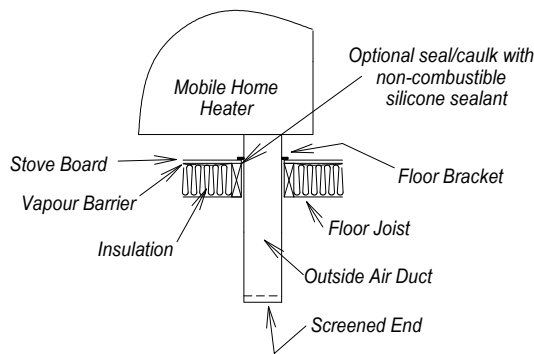 Optional seal/caulk with
non-combustible
silicone sealant
Mobile Home
Heater
Stove Board
Vapour Barrier
Insulation
Floor Bracket
Floor Joist
Outside Air Duct
Screened End